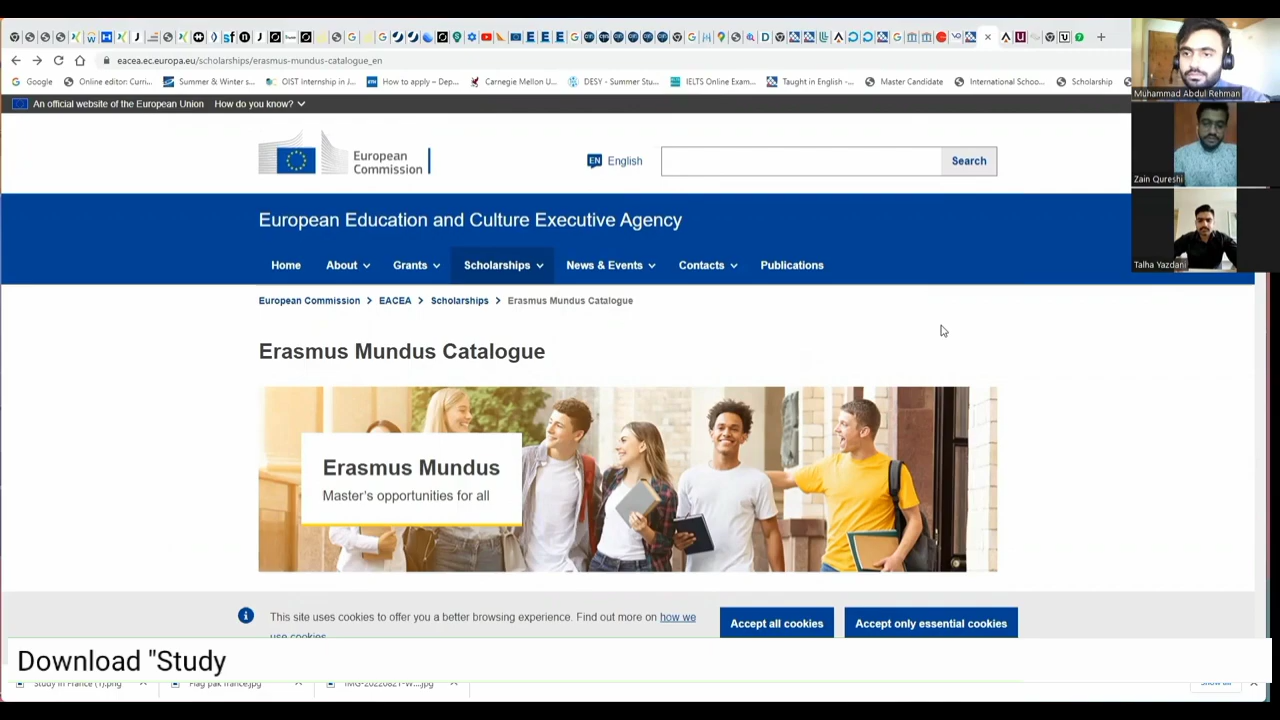 eacea.ec.europa.eu/scholarships/erasmus-mundus-catalogue_en
Google
Online editor: Curri...
Summer & Winter s...
OIST Internship in J...
How to apply – Dep...
Carnegie Mellon U...
DESY - Summer Stu...
IELTS Online Exam...
Taught in English -...
Master Candidate
International Schoo...
Scholarship
An official website of the European Union
How do you know?
European
Commission
EN
English
Search
European Education and Culture Executive Agency
Home
About
Grants
Scholarships
News & Events
Contacts
Publications
European Commission > EACEA > Scholarships > Erasmus Mundus Catalogue
Erasmus Mundus Catalogue
Erasmus Mundus
Master's opportunities for all
This site uses cookies to offer you a better browsing experience. Find out more on how we
use cookies.
Accept all cookies
Accept only essential cookies
Download "Study
Study in France (1).png
Flag pak france.jpg
Show all
Muhammad Abdul Rehman
Zain Qureshi
Talha Yazdani